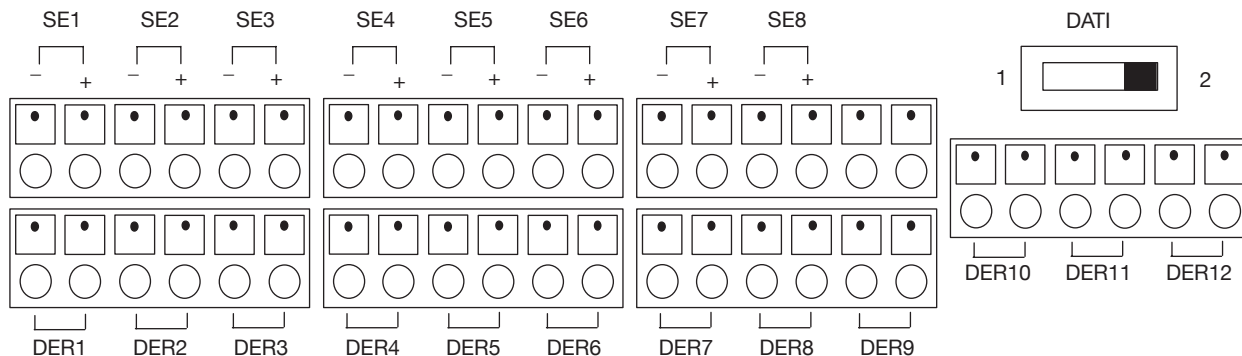 SE1 SE2 SE3 SE4 SE5 SE6 SE7 SE8 DATI
− + − + − + − + − + − + − + − +
1 2
DER10 DER11 DER12
DER1 DER2 DER3 DER4 DER5 DER6 DER7 DER8 DER9